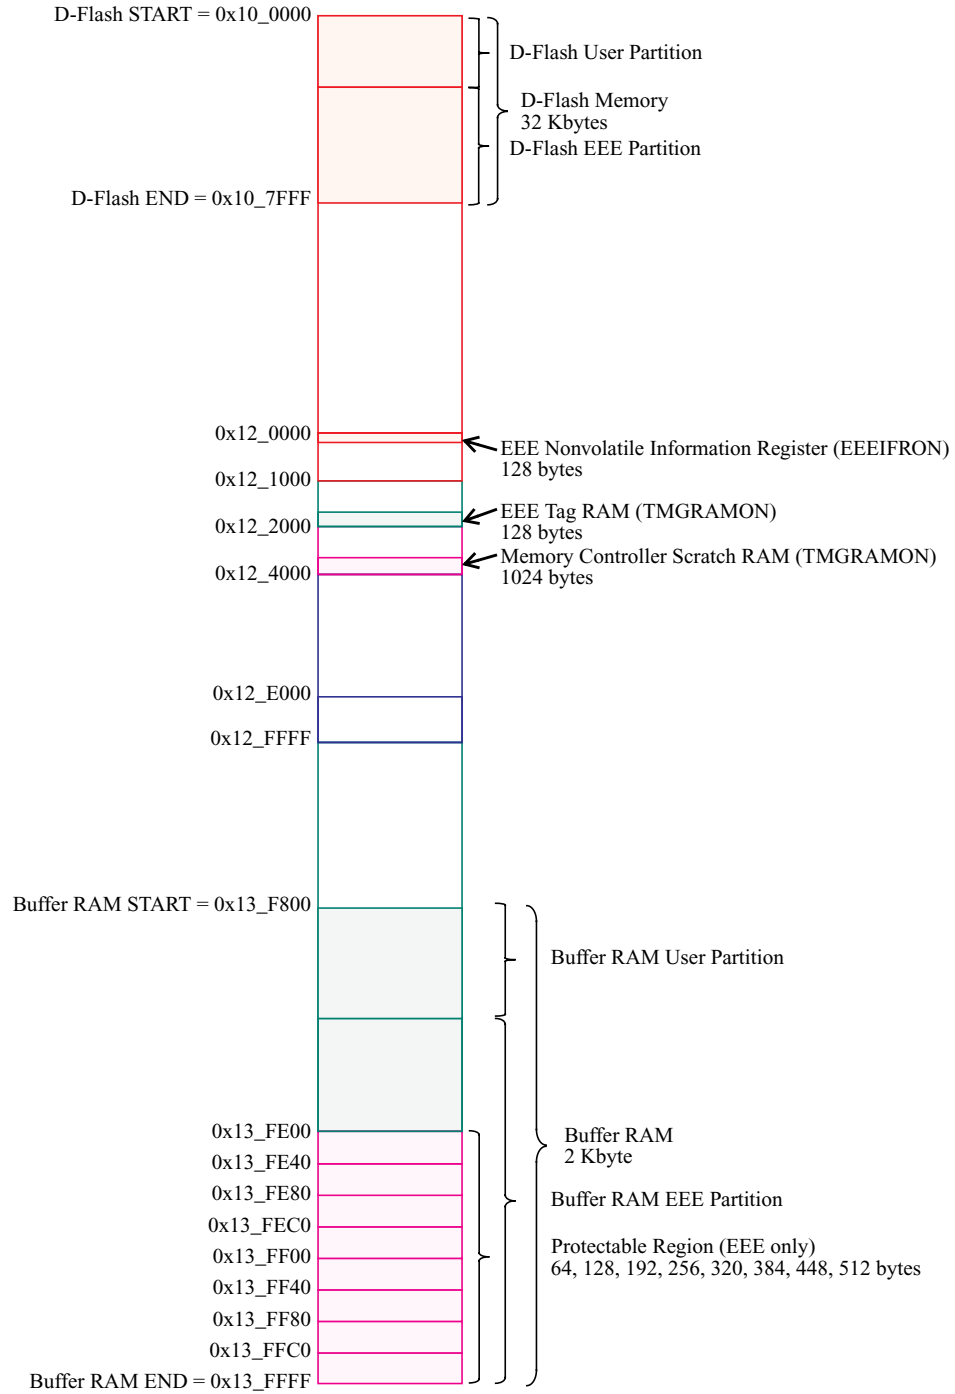 D-Flash START = 0x10_0000
D-Flash User Partition
D-Flash Memory
32 Kbytes
D-Flash EEE Partition
D-Flash END = 0x10_7FFF
0x12_0000
EEE Nonvolatile Information Register (EEEIFRON)
128 bytes
0x12_1000
EEE Tag RAM (TMGRAMON)
128 bytes
0x12_2000
Memory Controller Scratch RAM (TMGRAMON)
1024 bytes
0x12_4000
0x12_E000
0x12_FFFF
Buffer RAM START = 0x13_F800
Buffer RAM User Partition
0x13_FE00
Buffer RAM
2 Kbyte
0x13_FE40
0x13_FE80
Buffer RAM EEE Partition
0x13_FEC0
Protectable Region (EEE only)
64, 128, 192, 256, 320, 384, 448, 512 bytes
0x13_FF00
0x13_FF40
0x13_FF80
0x13_FFC0
Buffer RAM END = 0x13_FFFF